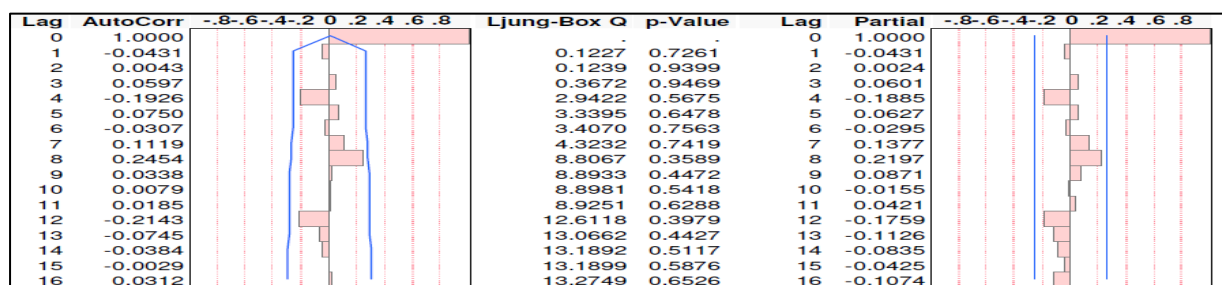 Lag AutoCorr -.8-.6-.4-.2 0 .2 .4 .6 .8 Ljung-Box Q p-Value Lag Partial -.8-.6-.4-.2 0 .2 .4 .6 .8
0 1.0000 . . 0 1.0000
1 -0.0431 0.1227 0.7261 1 -0.0431
2 0.0043 0.1239 0.9399 2 0.0024
3 0.0597 0.3672 0.9469 3 0.0601
4 -0.1926 2.9422 0.5675 4 -0.1885
5 0.0750 3.3395 0.6478 5 0.0627
6 -0.0307 3.4070 0.7563 6 -0.0295
7 0.1119 4.3232 0.7419 7 0.1377
8 0.2454 8.8067 0.3589 8 0.2197
9 0.0338 8.8933 0.4472 9 0.0871
10 0.0079 8.8981 0.5418 10 -0.0155
11 0.0185 8.9251 0.6288 11 0.0421
12 -0.2143 12.6118 0.3979 12 -0.1759
13 -0.0745 13.0662 0.4427 13 -0.1126
14 -0.0384 13.1892 0.5117 14 -0.0835
15 -0.0029 13.1899 0.5876 15 -0.0425
16 0.0312 13.2749 0.6526 16 -0.1074